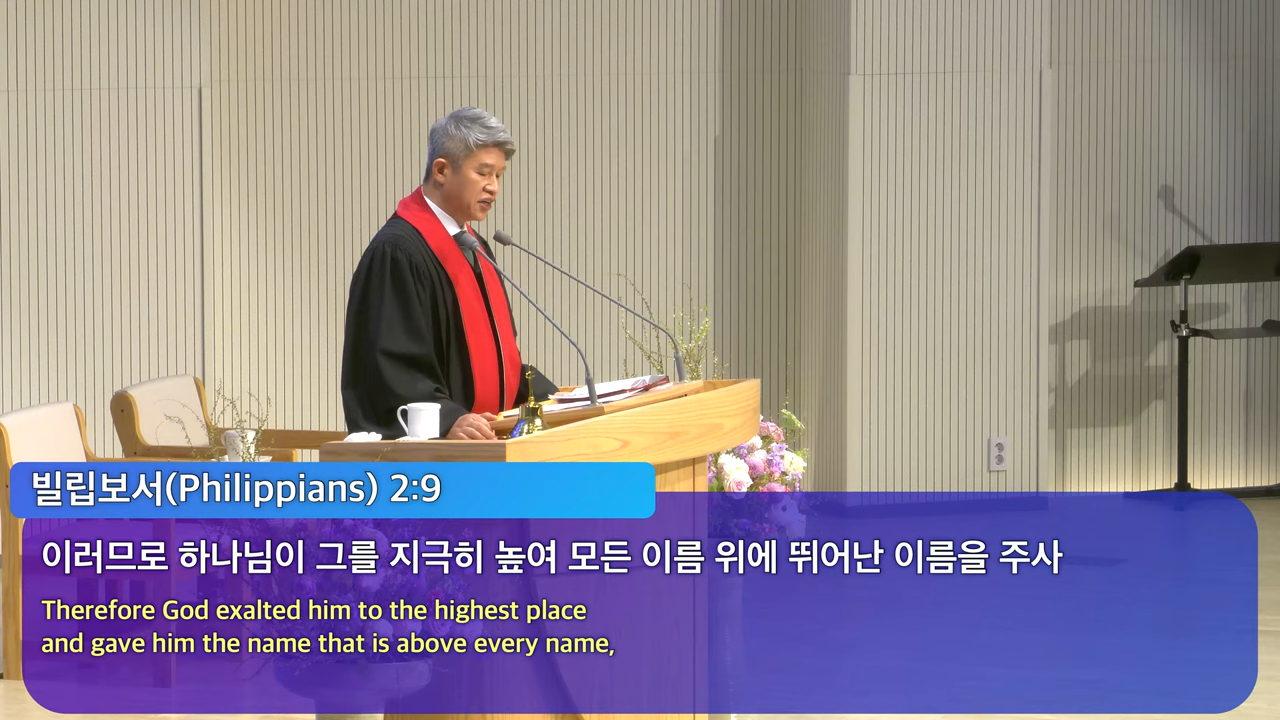 빌립보서(Philippians) 2:9
이러므로 하나님이 그를 지극히 높여 모든 이름 위에 뛰어난 이름을 주사
Therefore God exalted him to the highest place
and gave him the name that is above every name,